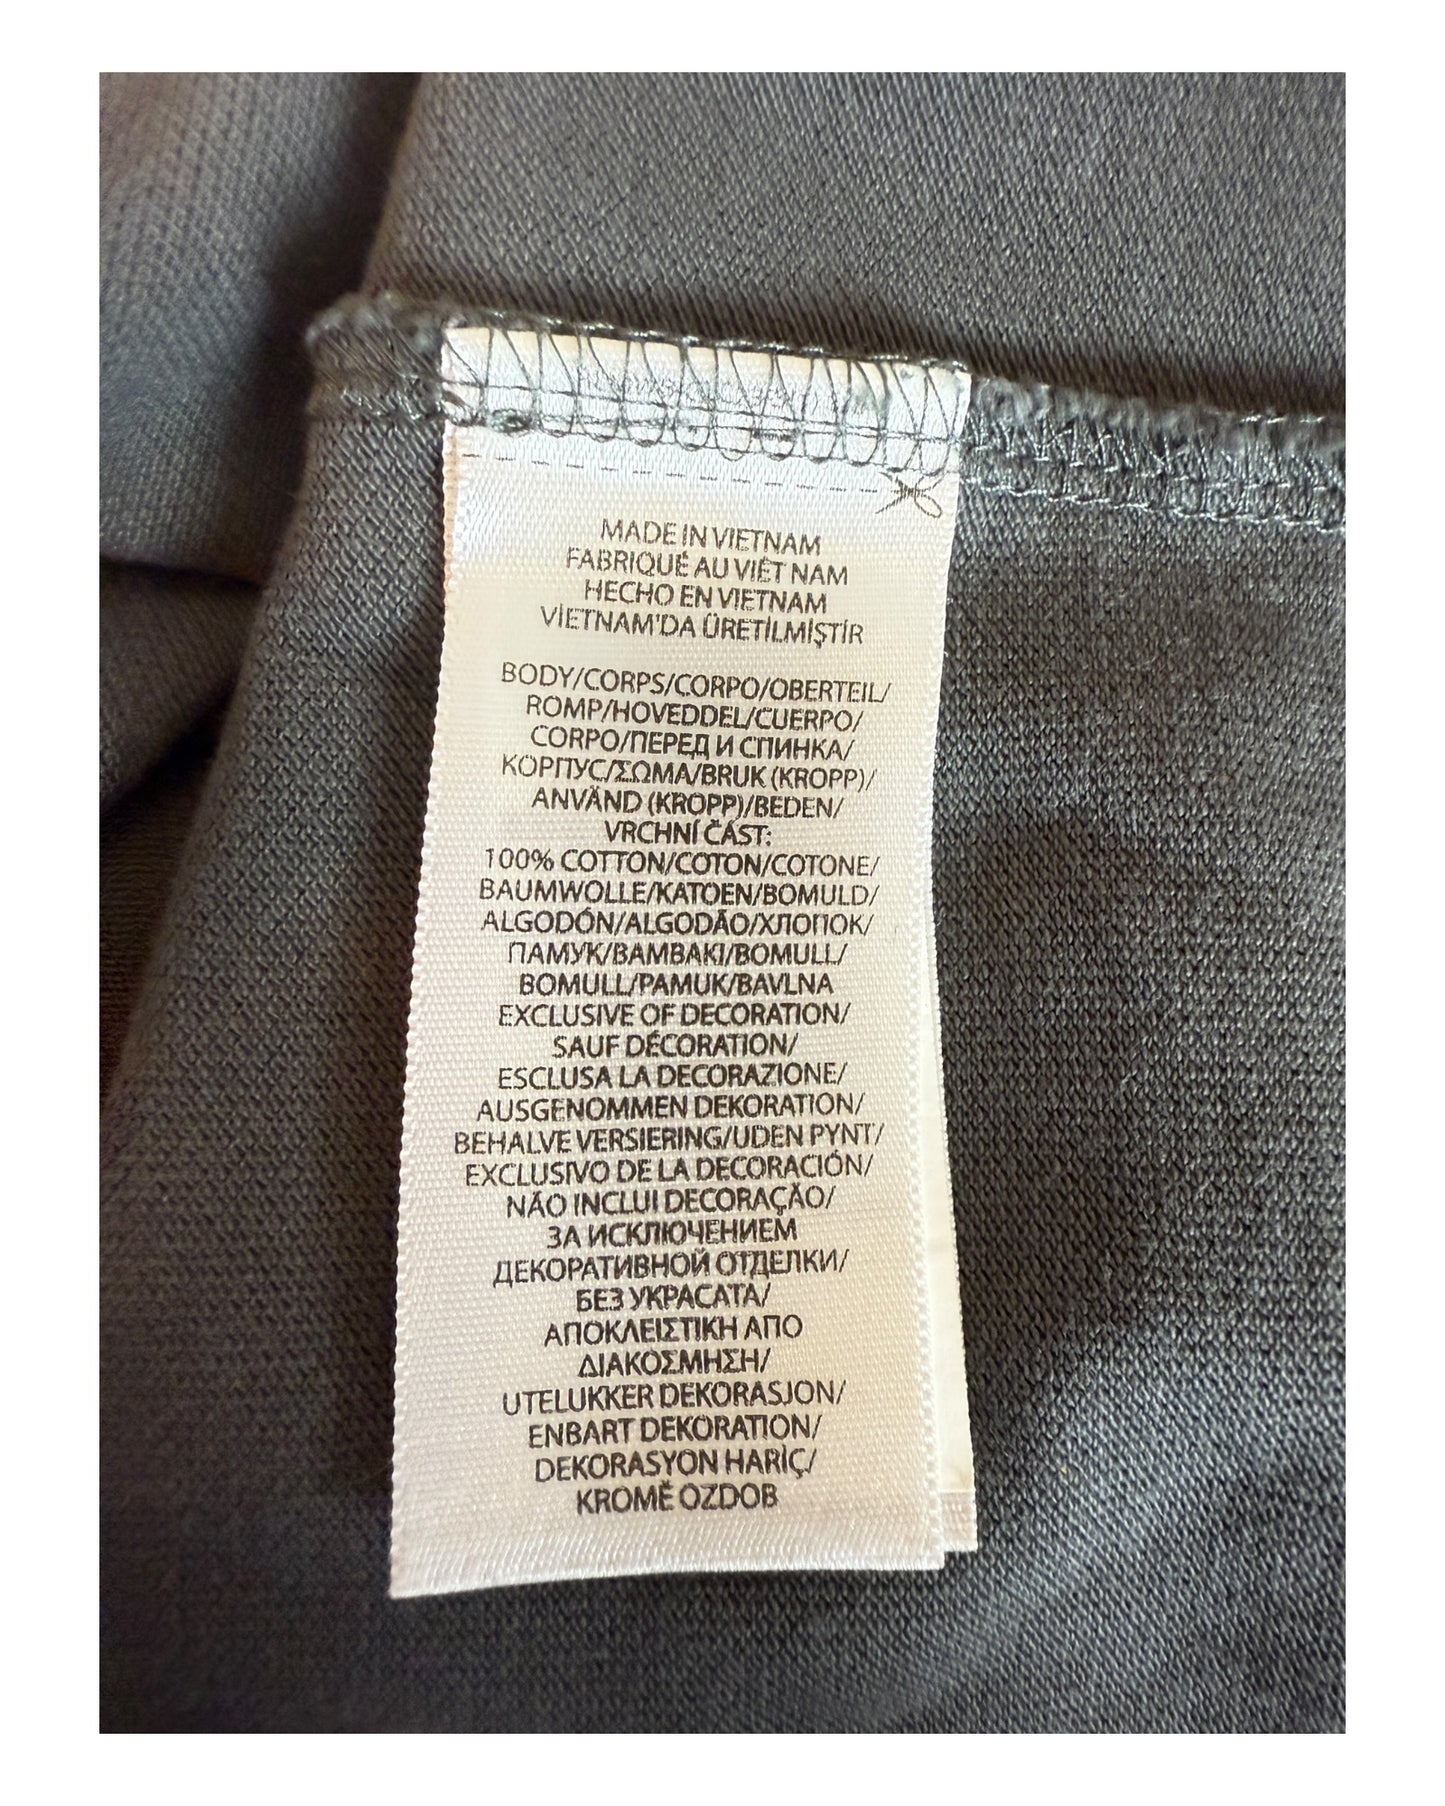 MADE IN VIETNAM
FABRIQUÉ AU VIÊT NAM
HECHO EN VIETNAM
VİETNAM'DA ÜRETİLMİŞTİR
BODY/CORPS/CORPO/OBERTEIL/
ROMP/HOVEDDEL/CUERPO/
CORPO/ПЕРЕД И СПИНКА/
КОРПУС/ΣΩΜΑ/BRUK (KROPP)/
ANVÄND (KROPP)/BEDEN/
VRCHNÍ ČÁST:
100% COTTON/COTON/COTONE/
BAUMWOLLE/KATOEN/BOMULD/
ALGODÓN/ALGODÃO/ХЛОПОК/
ПАМУК/ΒΑΜΒΑΚΙ/BOMULL/
BOMULL/PAMUK/BAVLNA
EXCLUSIVE OF DECORATION/
SAUF DÉCORATION/
ESCLUSA LA DECORAZIONE/
AUSGENOMMEN DEKORATION/
BEHALVE VERSIERING/UDEN PYNT/
EXCLUSIVO DE LA DECORACIÓN/
NÃO INCLUI DECORAÇÃO/
ЗА ИСКЛЮЧЕНИЕМ
ДЕКОРАТИВНОЙ ОТДЕЛКИ/
БЕЗ УКРАСАТА/
ΑΠΟΚΛΕΙΣΤΙΚΗ ΑΠΟ
ΔΙΑΚΟΣΜΗΣΗ/
UTELUKKER DEKORASJON/
ENBART DEKORATION/
DEKORASYON HARİÇ/
KROMĚ OZDOB